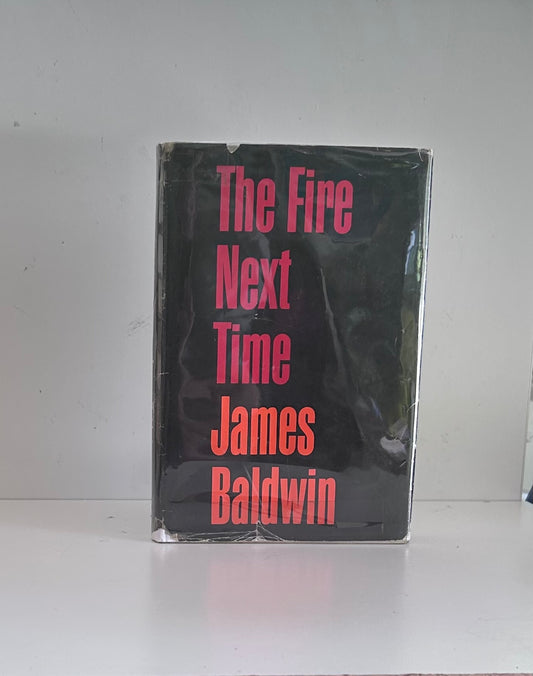 The Fire
Next
Time
James
Baldwin